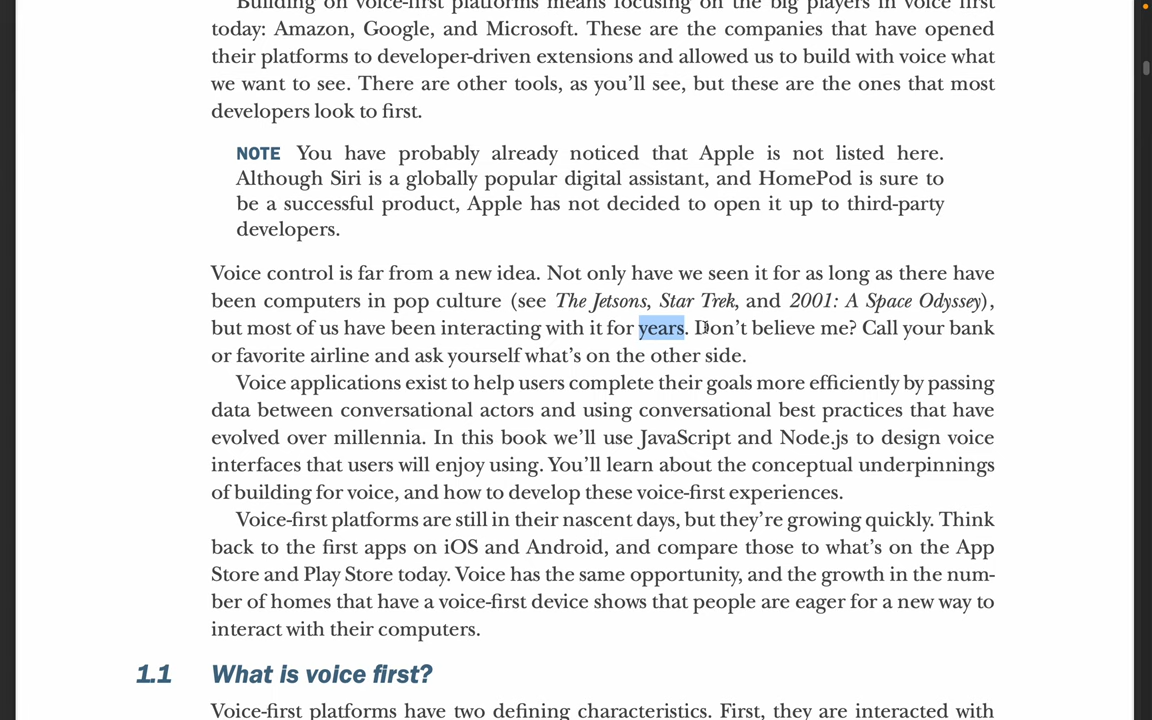 Building on voice-first platforms means focusing on the big players in voice first
today: Amazon, Google, and Microsoft. These are the companies that have opened
their platforms to developer-driven extensions and allowed us to build with voice what
we want to see. There are other tools, as you’ll see, but these are the ones that most
developers look to first.
NOTE You have probably already noticed that Apple is not listed here.
Although Siri is a globally popular digital assistant, and HomePod is sure to
be a successful product, Apple has not decided to open it up to third-party
developers.
Voice control is far from a new idea. Not only have we seen it for as long as there have
been computers in pop culture (see The Jetsons, Star Trek, and 2001: A Space Odyssey),
but most of us have been interacting with it for years. Don’t believe me? Call your bank
or favorite airline and ask yourself what’s on the other side.
Voice applications exist to help users complete their goals more efficiently by passing
data between conversational actors and using conversational best practices that have
evolved over millennia. In this book we’ll use JavaScript and Node.js to design voice
interfaces that users will enjoy using. You’ll learn about the conceptual underpinnings
of building for voice, and how to develop these voice-first experiences.
Voice-first platforms are still in their nascent days, but they’re growing quickly. Think
back to the first apps on iOS and Android, and compare those to what’s on the App
Store and Play Store today. Voice has the same opportunity, and the growth in the num-
ber of homes that have a voice-first device shows that people are eager for a new way to
interact with their computers.
1.1 What is voice first?
Voice-first platforms have two defining characteristics. First, they are interacted with